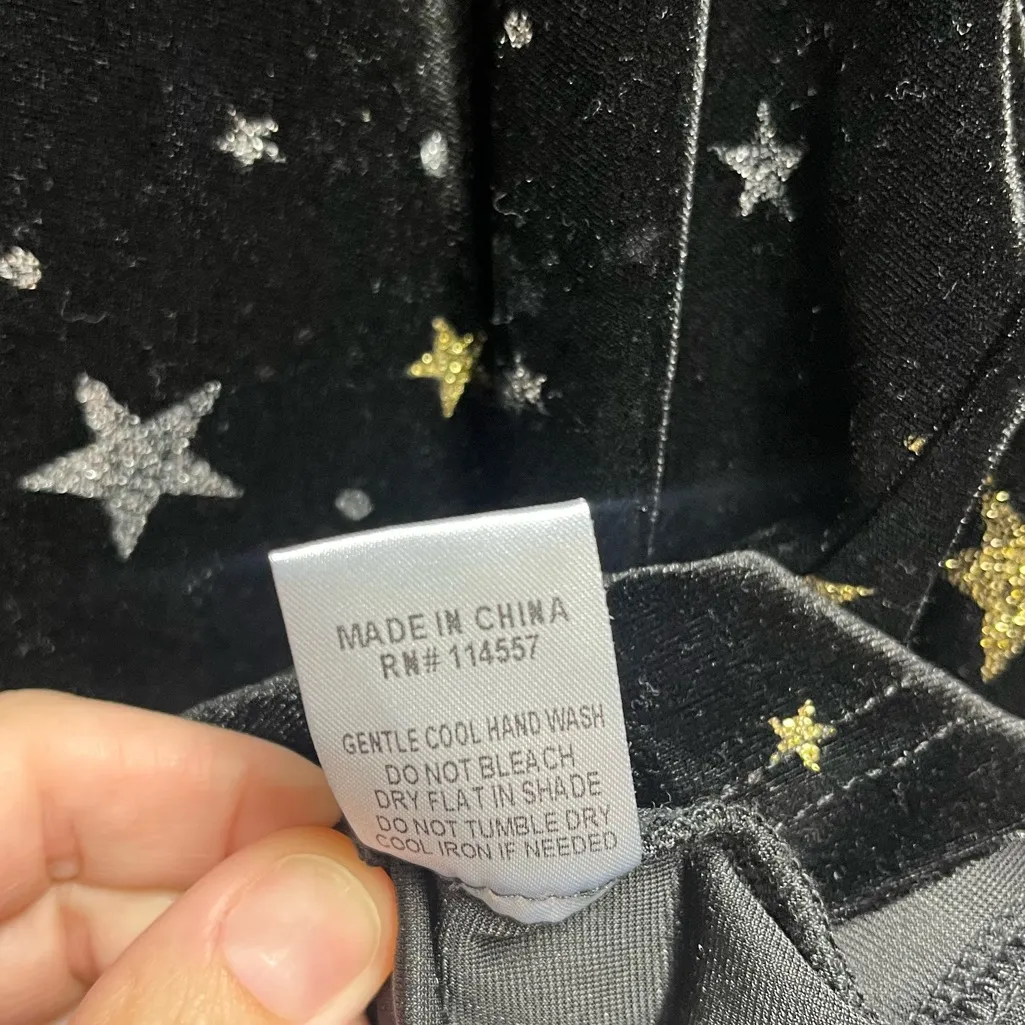 MADE IN CHINA
RN# 114557
GENTLE COOL HAND WASH
DO NOT BLEACH
DRY FLAT IN SHADE
DO NOT TUMBLE DRY
COOL IRON IF NEEDED